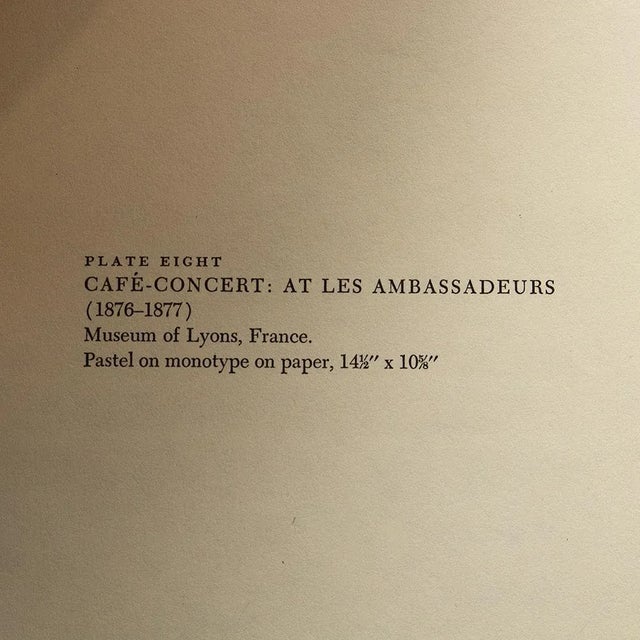 PLATE EIGHT
CAFÉ-CONCERT: AT LES AMBASSADEURS
(1876–1877)
Museum of Lyons, France.
Pastel on monotype on paper, 14½″ x 10⅝″